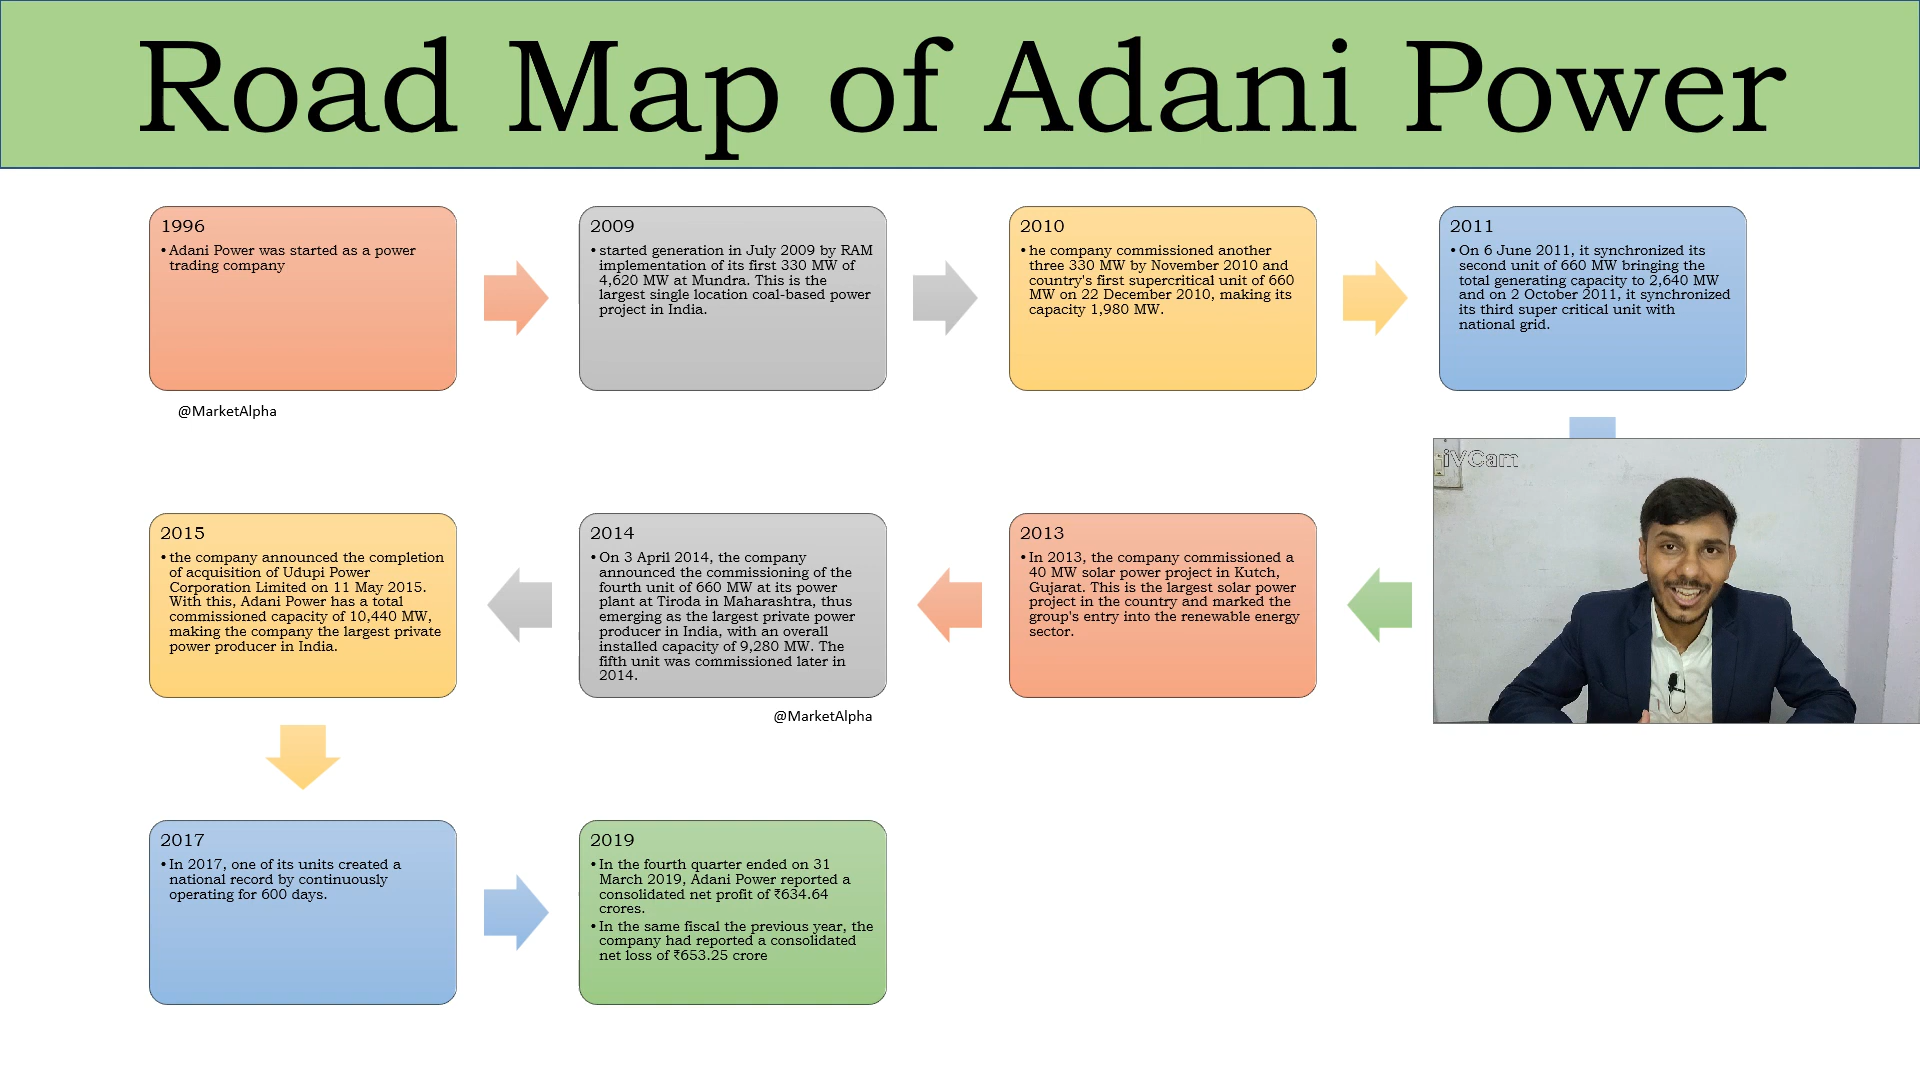 Road Map of Adani Power
1996
•Adani Power was started as a power
trading company
2009
•started generation in July 2009 by RAM
implementation of its first 330 MW of
4,620 MW at Mundra. This is the
largest single location coal-based power
project in India.
2010
•he company commissioned another
three 330 MW by November 2010 and
country's first supercritical unit of 660
MW on 22 December 2010, making its
capacity 1,980 MW.
2011
•On 6 June 2011, it synchronized its
second unit of 660 MW bringing the
total generating capacity to 2,640 MW
and on 2 October 2011, it synchronized
its third super critical unit with
national grid.
@MarketAlpha
iVCam
2013
•In 2013, the company commissioned a
40 MW solar power project in Kutch,
Gujarat. This is the largest solar power
project in the country and marked the
group's entry into the renewable energy
sector.
2014
•On 3 April 2014, the company
announced the commissioning of the
fourth unit of 660 MW at its power
plant at Tiroda in Maharashtra, thus
emerging as the largest private power
producer in India, with an overall
installed capacity of 9,280 MW. The
fifth unit was commissioned later in
2014.
@MarketAlpha
2015
•the company announced the completion
of acquisition of Udupi Power
Corporation Limited on 11 May 2015.
With this, Adani Power has a total
commissioned capacity of 10,440 MW,
making the company the largest private
power producer in India.
2017
•In 2017, one of its units created a
national record by continuously
operating for 600 days.
2019
•In the fourth quarter ended on 31
March 2019, Adani Power reported a
consolidated net profit of ₹634.64
crores.
•In the same fiscal the previous year, the
company had reported a consolidated
net loss of ₹653.25 crore